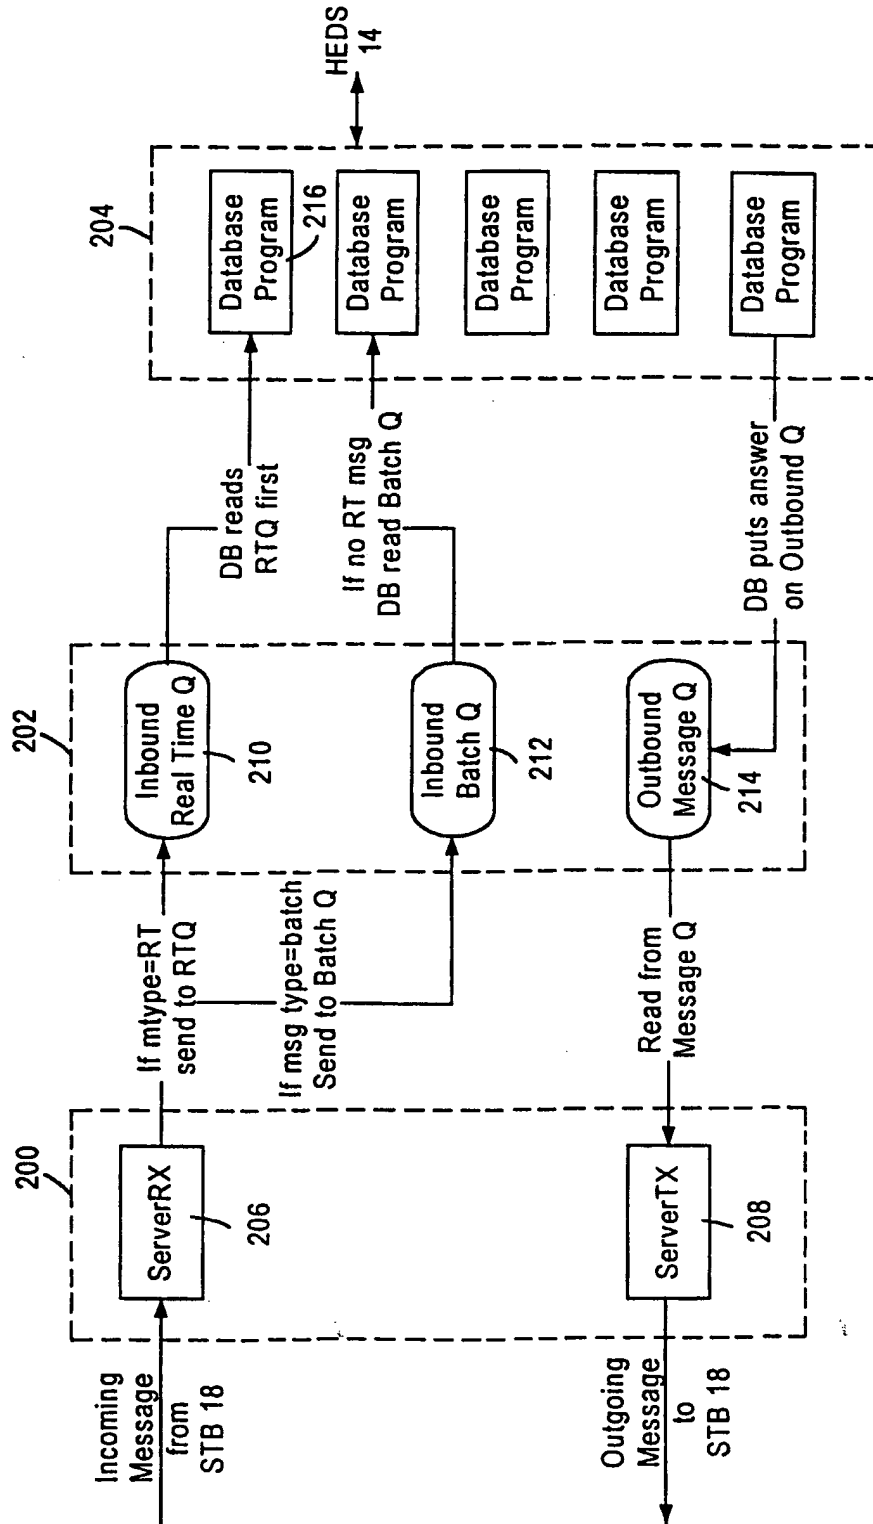 Incoming
Message
from
STB 18
200
ServerRX
206
If mtype=RT
send to RTQ
If msg type=batch
Send to Batch Q
202
Inbound
Real Time Q
210
Inbound
Batch Q
212
DB reads
RTQ first
If no RT msg
DB read Batch Q
204
Database
Program
216
Database
Program
Database
Program
Database
Program
Database
Program
HEDS
14
DB puts answer
on Outbound Q
Outbound
Message Q
214
Read from
Message Q
ServerTX
208
Outgoing
Message
to
STB 18